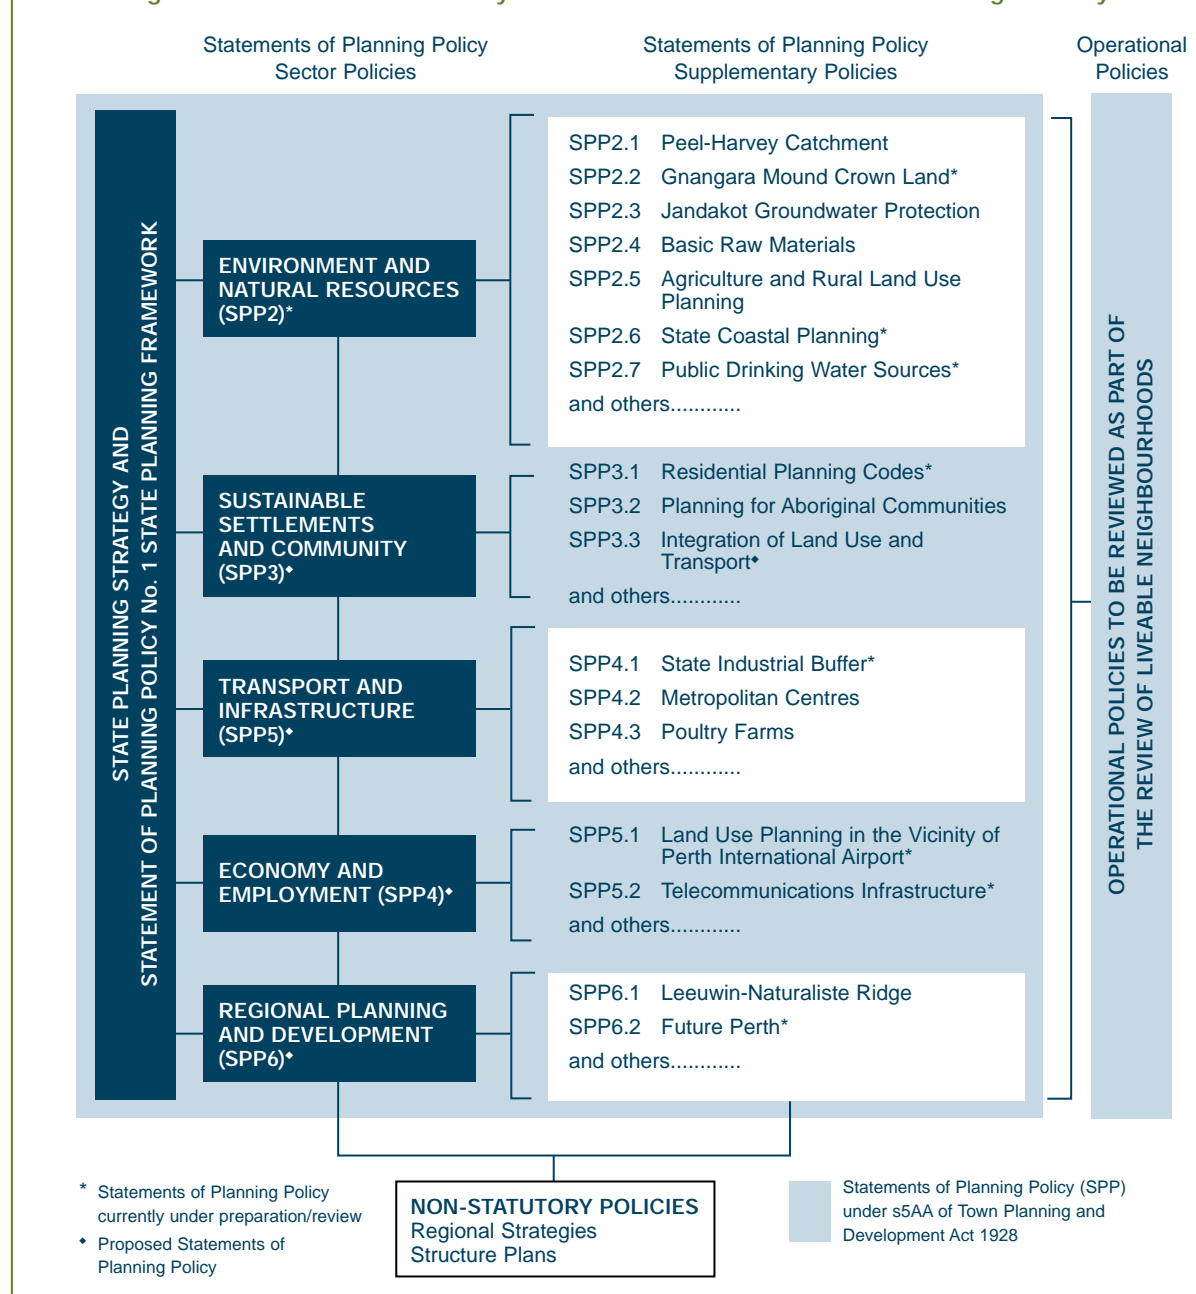 Statements of Planning Policy
Sector Policies
Statements of Planning Policy
Supplementary Policies
Operational
Policies
STATE PLANNING STRATEGY AND
STATEMENT OF PLANNING POLICY No. 1 STATE PLANNING FRAMEWORK
ENVIRONMENT AND
NATURAL RESOURCES
(SPP2)*
SPP2.1 Peel-Harvey Catchment
SPP2.2 Gnangara Mound Crown Land*
SPP2.3 Jandakot Groundwater Protection
SPP2.4 Basic Raw Materials
SPP2.5 Agriculture and Rural Land Use
Planning
SPP2.6 State Coastal Planning*
SPP2.7 Public Drinking Water Sources*
and others............
SUSTAINABLE
SETTLEMENTS
AND COMMUNITY
(SPP3)◆
SPP3.1 Residential Planning Codes*
SPP3.2 Planning for Aboriginal Communities
SPP3.3 Integration of Land Use and
Transport◆
and others............
TRANSPORT AND
INFRASTRUCTURE
(SPP5)◆
SPP4.1 State Industrial Buffer*
SPP4.2 Metropolitan Centres
SPP4.3 Poultry Farms
and others............
ECONOMY AND
EMPLOYMENT (SPP4)◆
SPP5.1 Land Use Planning in the Vicinity of
Perth International Airport*
SPP5.2 Telecommunications Infrastructure*
and others............
REGIONAL PLANNING
AND DEVELOPMENT
(SPP6)◆
SPP6.1 Leeuwin-Naturaliste Ridge
SPP6.2 Future Perth*
and others............
OPERATIONAL POLICIES TO BE REVIEWED AS PART OF
THE REVIEW OF LIVEABLE NEIGHBOURHOODS
* Statements of Planning Policy
currently under preparation/review
◆ Proposed Statements of
Planning Policy
NON-STATUTORY POLICIES
Regional Strategies
Structure Plans
Statements of Planning Policy (SPP)
under s5AA of Town Planning and
Development Act 1928